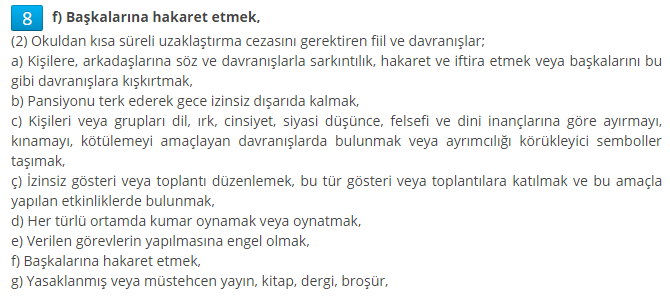 8 f) Başkalarına hakaret etmek,
(2) Okuldan kısa süreli uzaklaştırma cezasını gerektiren fiil ve davranışlar;
a) Kişilere, arkadaşlarına söz ve davranışlarla sarkıntılık, hakaret ve iftira etmek veya başkalarını bu
gibi davranışlara kışkırtmak,
b) Pansiyonu terk ederek gece izinsiz dışarıda kalmak,
c) Kişileri veya grupları dil, ırk, cinsiyet, siyasi düşünce, felsefi ve dini inançlarına göre ayırmayı,
kınamayı, kötülemeyi amaçlayan davranışlarda bulunmak veya ayrımcılığı körükleyici semboller
taşımak,
ç) İzinsiz gösteri veya toplantı düzenlemek, bu tür gösteri veya toplantılara katılmak ve bu amaçla
yapılan etkinliklerde bulunmak,
d) Her türlü ortamda kumar oynamak veya oynatmak,
e) Verilen görevlerin yapılmasına engel olmak,
f) Başkalarına hakaret etmek,
g) Yasaklanmış veya müstehcen yayın, kitap, dergi, broşür,